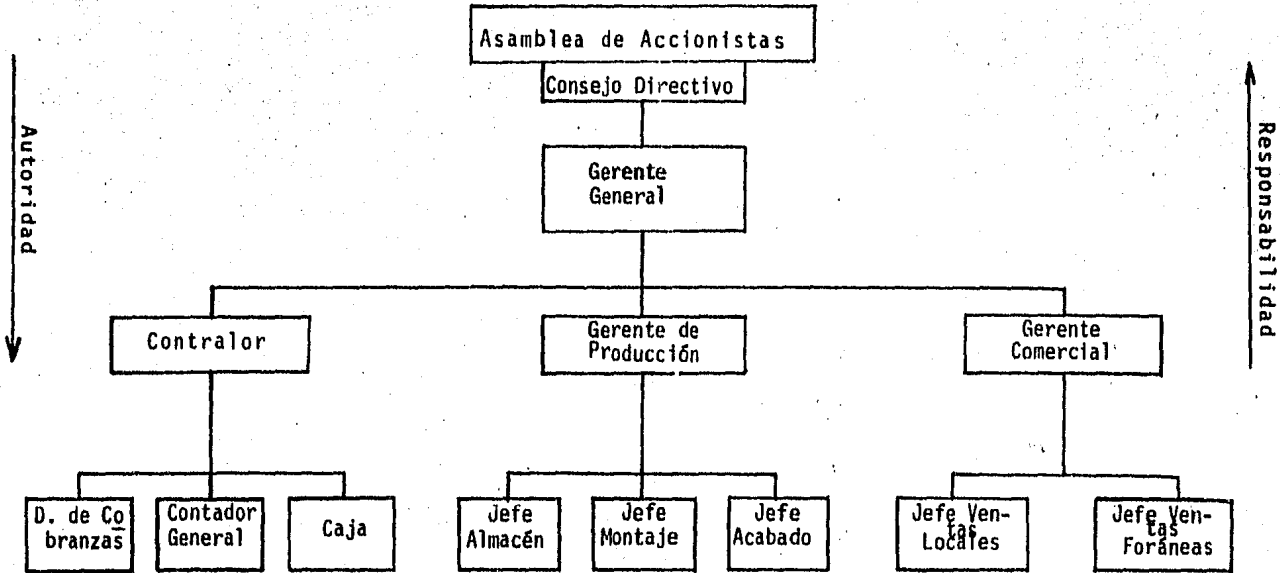 Asamblea de Accionistas
Consejo Directivo
Autoridad
Responsabilidad
Gerente
General
Contralor
Gerente de
Producción
Gerente
Comercial
D. de Co
branzas
Contador
General
Caja
Jefe
Almacén
Jefe
Montaje
Jefe
Acabado
Jefe Ven-
tas
Locales
Jefe Ven-
tas
Foráneas